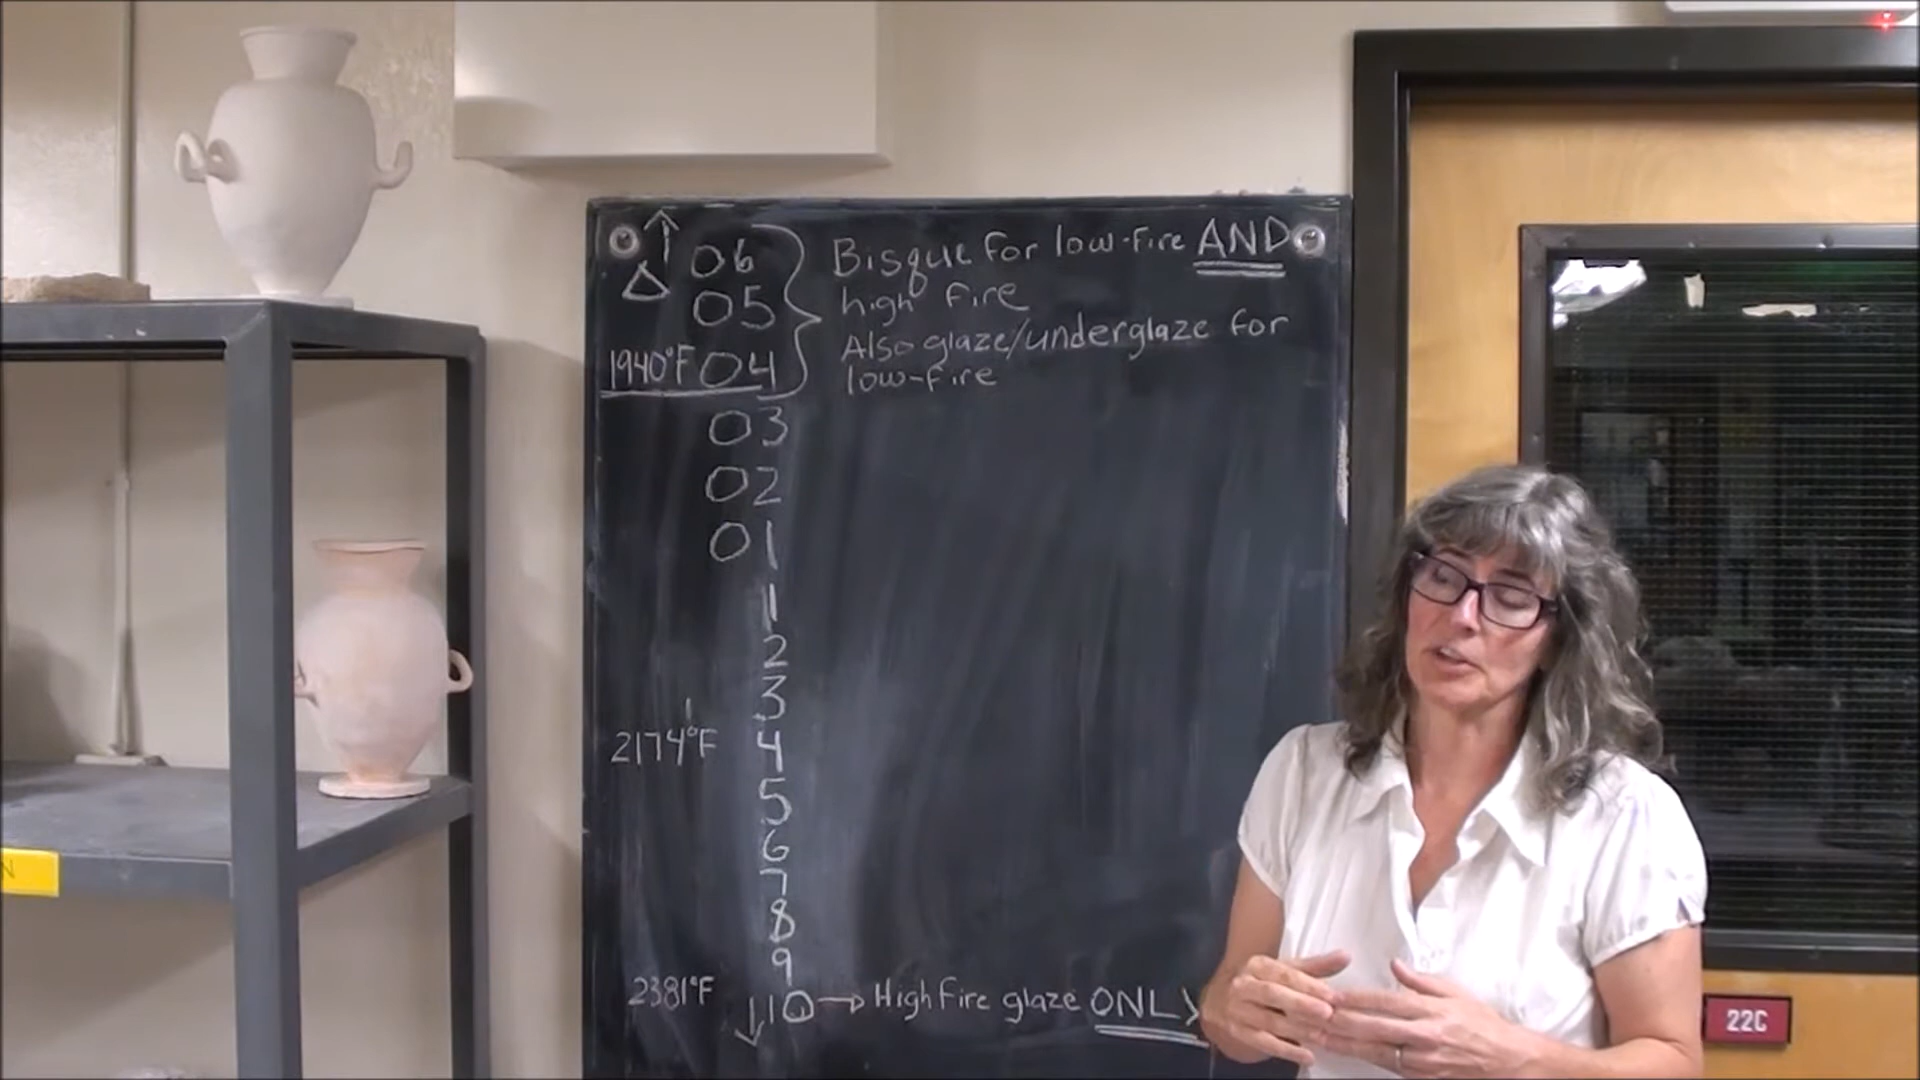 06 Bisque for low-fire AND
05 high fire
Also glaze/underglaze for
1940°F 04 low-fire
03
02
01
1
2
3
2174°F 4
5
6
7
8
9
2381°F 10 → High fire glaze ONLY
22C
N